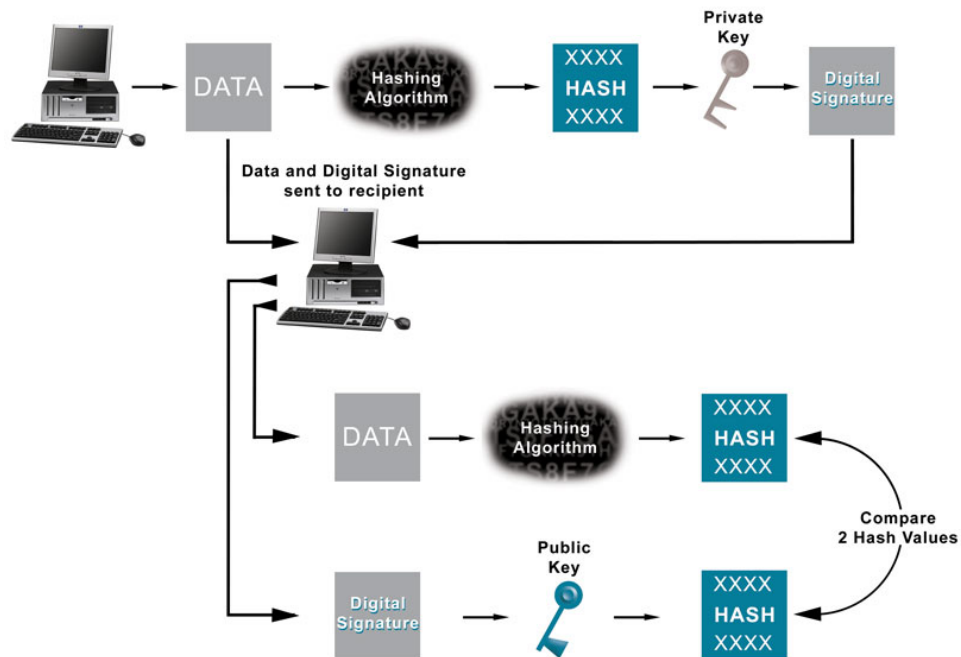 Private
Key
DATA
Hashing
Algorithm
XXXX
HASH
XXXX
Digital
Signature
Data and Digital Signature
sent to recipient
DATA
Hashing
Algorithm
XXXX
HASH
XXXX
Compare
2 Hash Values
Public
Key
Digital
Signature
XXXX
HASH
XXXX